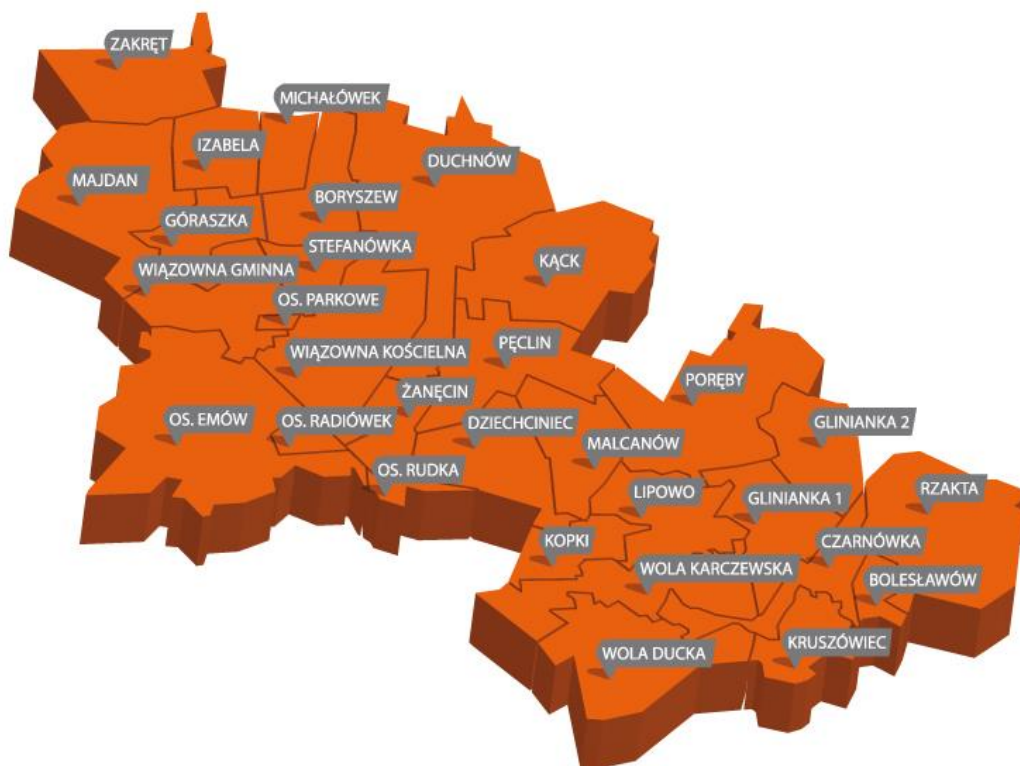 ZAKRĘT
MICHAŁÓWEK
IZABELA
DUCHNÓW
MAJDAN
BORYSZEW
GÓRASZKA
STEFANÓWKA
KĄCK
WIĄZOWNA GMINNA
OS. PARKOWE
PĘCLIN
WIĄZOWNA KOŚCIELNA
PORĘBY
ŻANĘCIN
OS. EMÓW
OS. RADIÓWEK
DZIECHCINIEC
GLINIANKA 2
MALCANÓW
OS. RUDKA
LIPOWO
GLINIANKA 1
RZAKTA
KOPKI
CZARNÓWKA
WOLA KARCZEWSKA
BOLESŁAWÓW
WOLA DUCKA
KRUSZÓWIEC